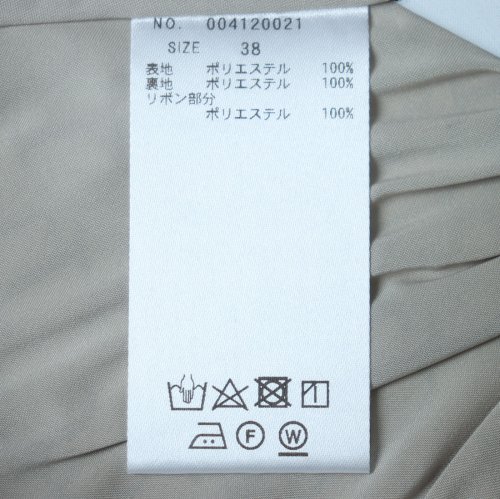 NO. 004120021
SIZE 38
表地 ポリエステル 100%
裏地 ポリエステル 100%
リボン部分
ポリエステル 100%
F W